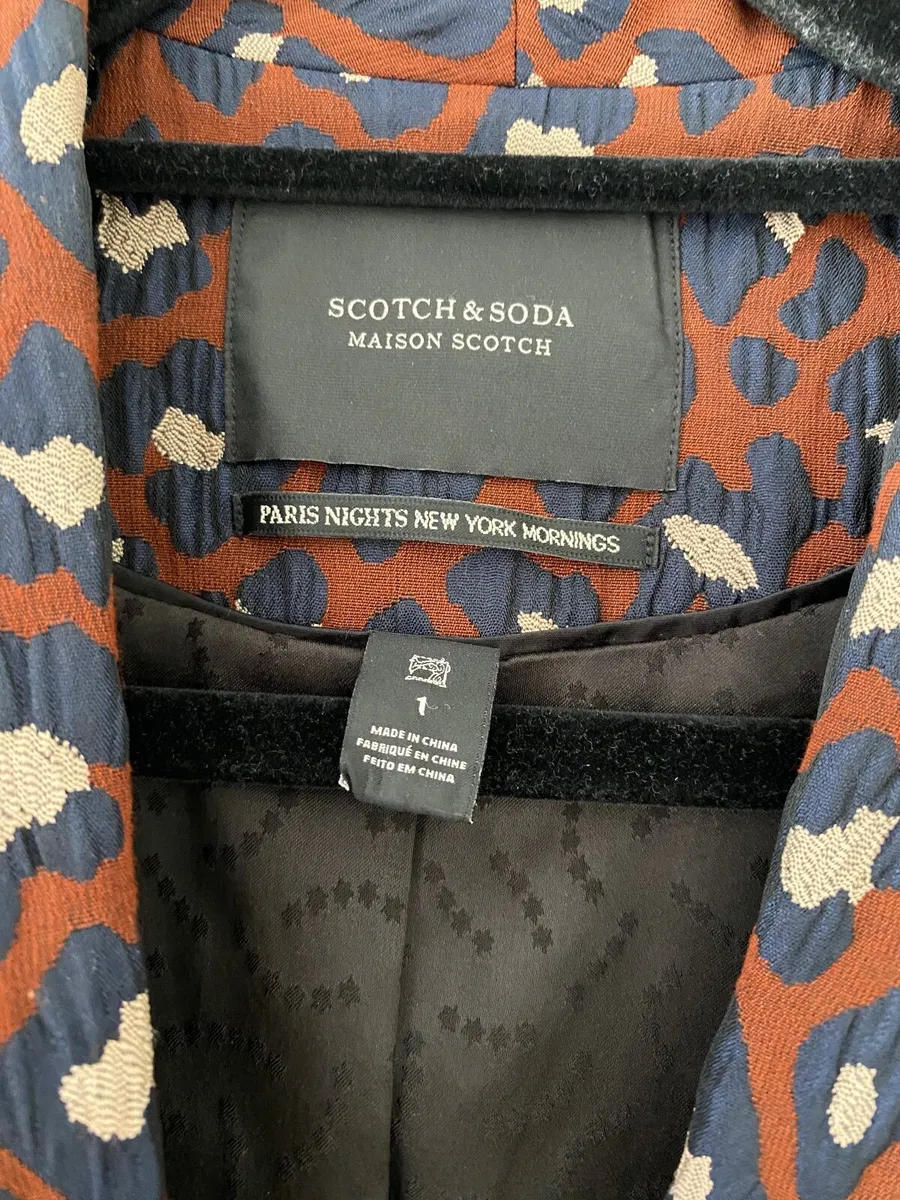 SCOTCH & SODA
MAISON SCOTCH
PARIS NIGHTS NEW YORK MORNINGS
1
MADE IN CHINA
FABRIQUÉ EN CHINE
FEITO EM CHINA